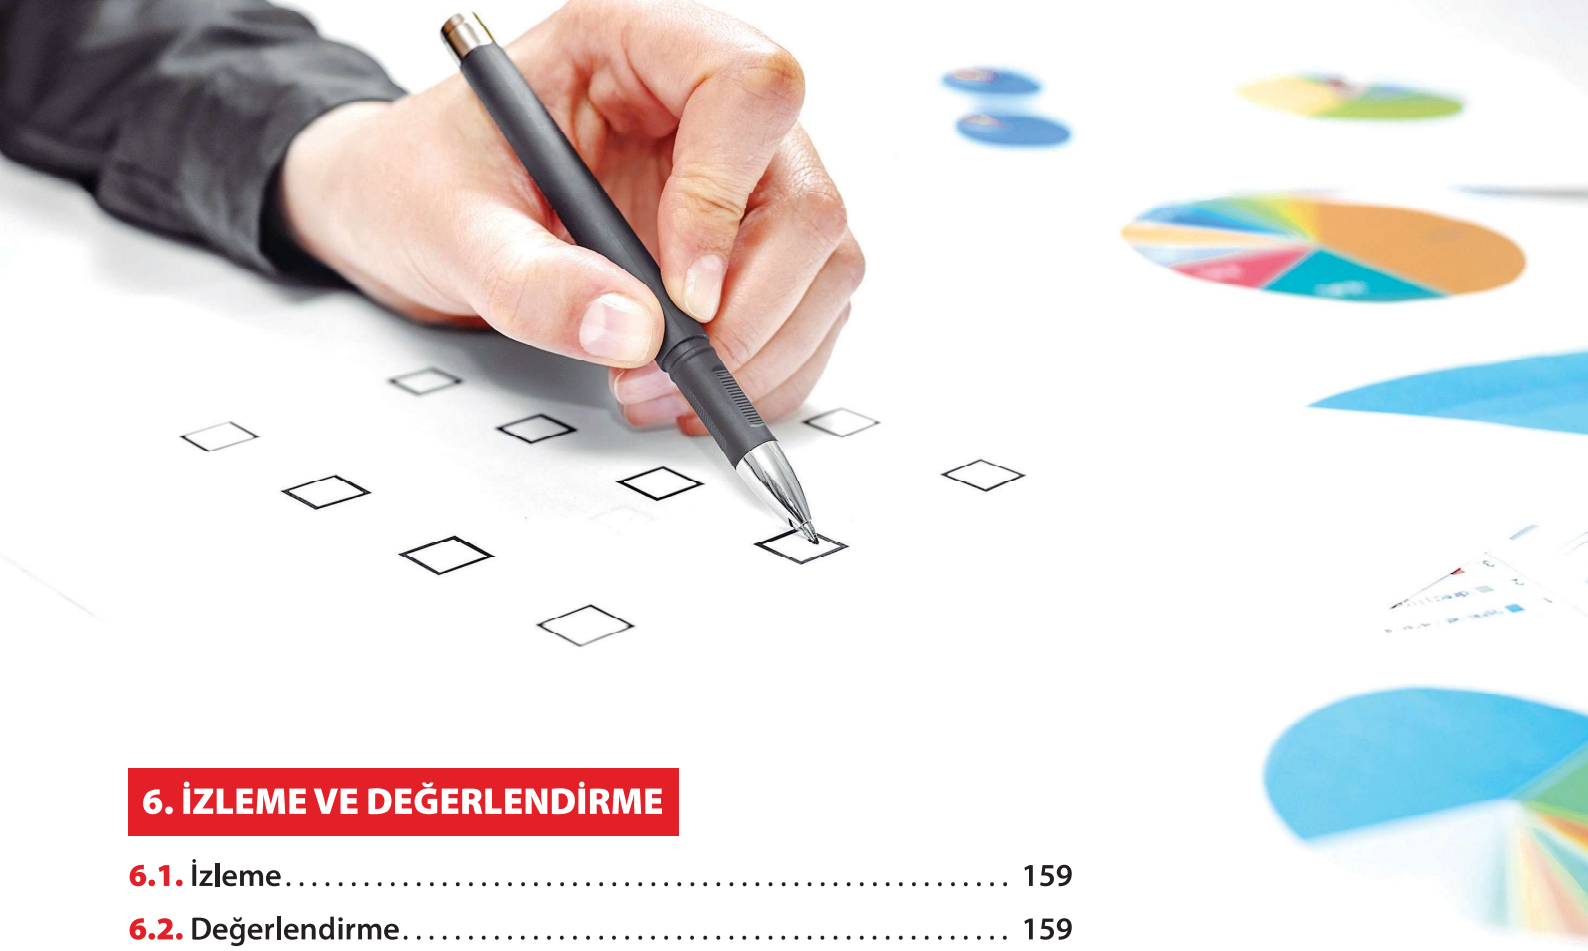 6. İZLEME VE DEĞERLENDİRME
6.1. İzleme........................................................ 159
6.2. Değerlendirme............................................... 159